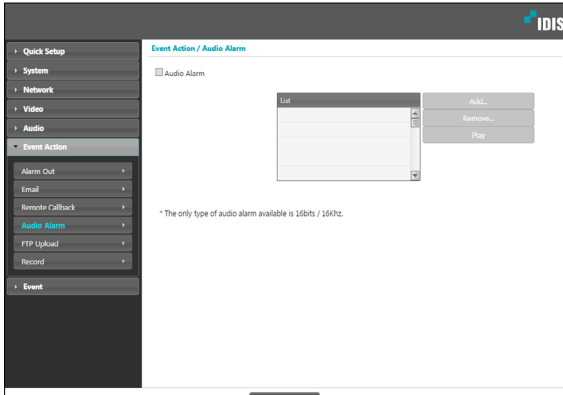 IDIS
Quick Setup
System
Network
Video
Audio
Event Action
Alarm Out
Email
Remote Callback
Audio Alarm
FTP Upload
Record
Event
Event Action / Audio Alarm
Audio Alarm
List
Add...
Remove...
Play
* The only type of audio alarm available is 16bits / 16Khz.